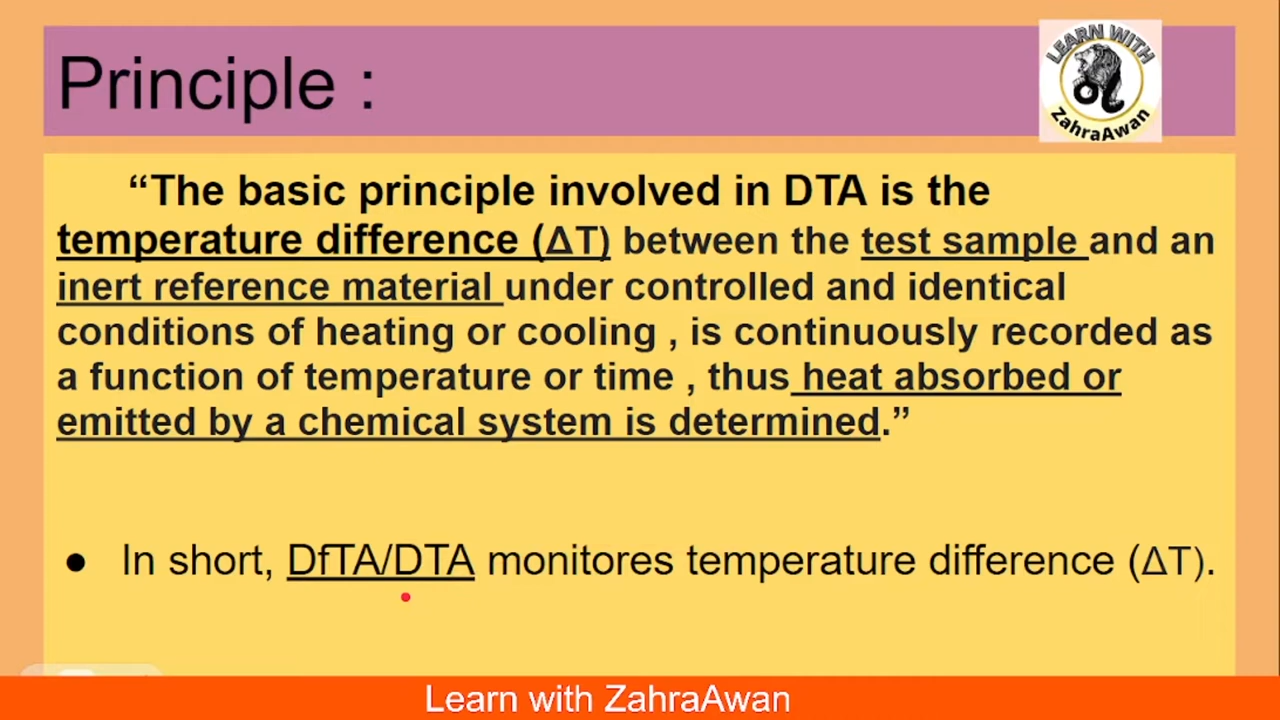 Principle :
LEARN WITH
ZahraAwan
“The basic principle involved in DTA is the
temperature difference (ΔT) between the test sample and an
inert reference material under controlled and identical
conditions of heating or cooling , is continuously recorded as
a function of temperature or time , thus heat absorbed or
emitted by a chemical system is determined.”
● In short, DfTA/DTA monitores temperature difference (ΔT).
Learn with ZahraAwan